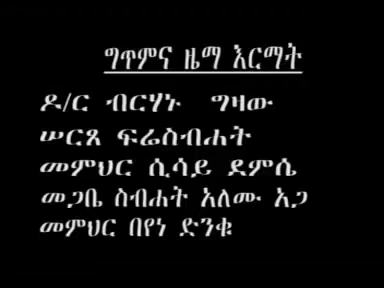 ግጥምና ዜማ እርማት
ዶ/ር ብርሃኑ ግዛው
ሠርጸ ፍሬስብሐት
መምህር ሲሳይ ደምሴ
መጋቤ ስብሐት አለሙ አጋ
መምህር በየነ ድንቁ